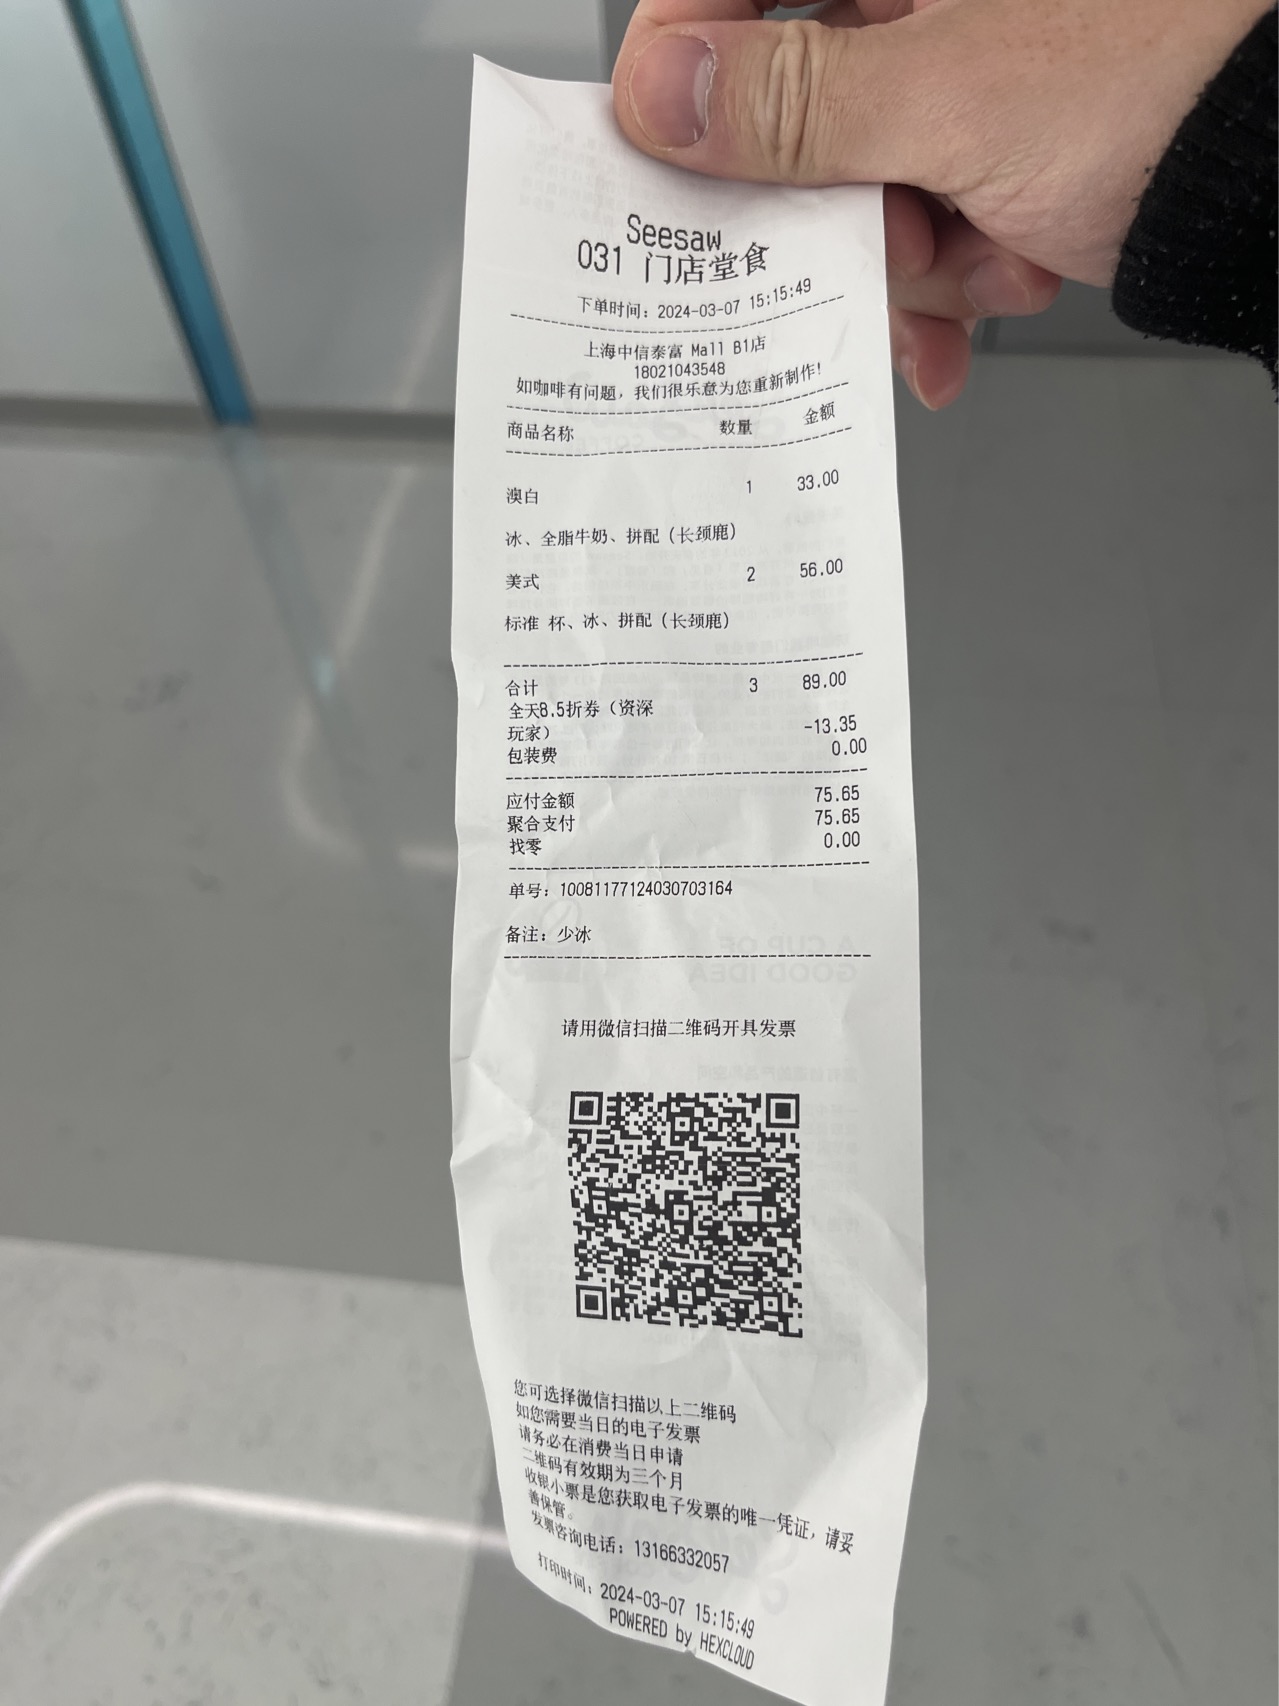 Seesaw
031 门店堂食
下单时间：2024-03-07 15:15:49
上海中信泰富 Mall B1店
18021043548
如咖啡有问题，我们很乐意为您重新制作！
商品名称 数量 金额
澳白 1 33.00
冰、全脂牛奶、拼配（长颈鹿）
美式 2 56.00
标准 杯、冰、拼配（长颈鹿）
合计 3 89.00
全天8.5折券（资深
玩家） -13.35
包装费 0.00
应付金额 75.65
聚合支付 75.65
找零 0.00
单号：10081177124030703164
备注：少冰
请用微信扫描二维码开具发票
您可选择微信扫描以上二维码
如您需要当日的电子发票
请务必在消费当日申请
二维码有效期为三个月
收银小票是您获取电子发票的唯一凭证，请妥
善保管。
发票咨询电话：13166332057
打印时间：2024-03-07 15:15:49
POWERED by HEXCLOUD
A CUP OF
GOOD IDEA